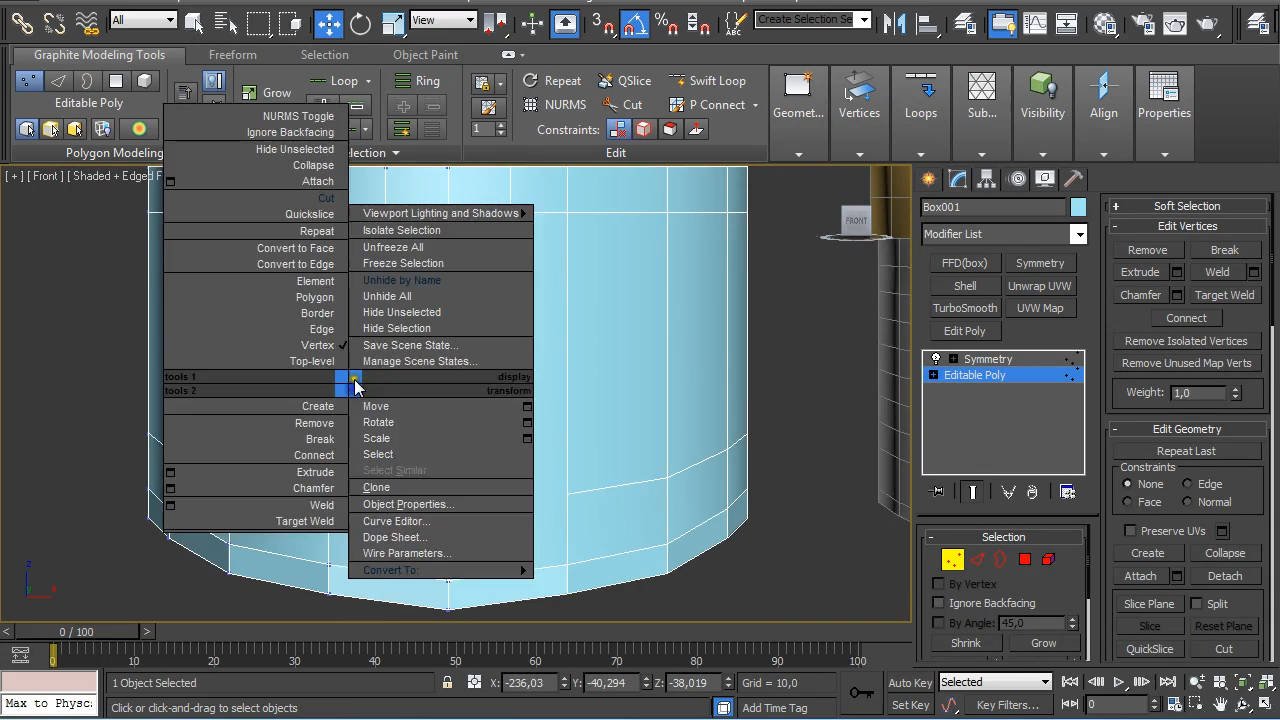 All
View
3
%
ABC
Create Selection Se
Graphite Modeling Tools
Freeform
Selection
Object Paint
Editable Poly
Polygon Modeling
Grow
Loop
Ring
Repeat
QSlice
Swift Loop
NURMS
Cut
P Connect
1
Constraints:
Edit
Geomet...
Vertices
Loops
Sub...
Visibility
Align
Properties
[ + ] [ Front ] [ Shaded + Edged F
FRONT
NURMS Toggle
Ignore Backfacing
Hide Unselected
Collapse
Attach
Cut
Quickslice
Repeat
Convert to Face
Convert to Edge
Element
Polygon
Border
Edge
Vertex
Top-level
tools 1
tools 2
Create
Remove
Break
Connect
Extrude
Chamfer
Weld
Target Weld
Viewport Lighting and Shadows
Isolate Selection
Unfreeze All
Freeze Selection
Unhide by Name
Unhide All
Hide Unselected
Hide Selection
Save Scene State...
Manage Scene States...
display
transform
Move
Rotate
Scale
Select
Select Similar
Clone
Object Properties...
Curve Editor...
Dope Sheet...
Wire Parameters...
Convert To:
z
x
Box001
Modifier List
FFD(box)
Symmetry
Shell
Unwrap UVW
TurboSmooth
UVW Map
Edit Poly
Symmetry
Editable Poly
Selection
By Vertex
Ignore Backfacing
By Angle: 45,0
Shrink
Grow
+ Soft Selection
- Edit Vertices
Remove
Break
Extrude
Weld
Chamfer
Target Weld
Connect
Remove Isolated Vertices
Remove Unused Map Verts
Weight: 1,0
- Edit Geometry
Repeat Last
Constraints
None
Edge
Face
Normal
Preserve UVs
Create
Collapse
Attach
Detach
Slice Plane
Split
Slice
Reset Plane
QuickSlice
Cut
< 0 / 100 >
0 10 20 30 40 50 60 70 80 90 100
1 Object Selected
X: -236,03
Y: -40,294
Z: -38,019
Grid = 10,0
Auto Key
Selected
Max to Physc
Click or click-and-drag to select objects
Add Time Tag
Set Key
Key Filters...
0